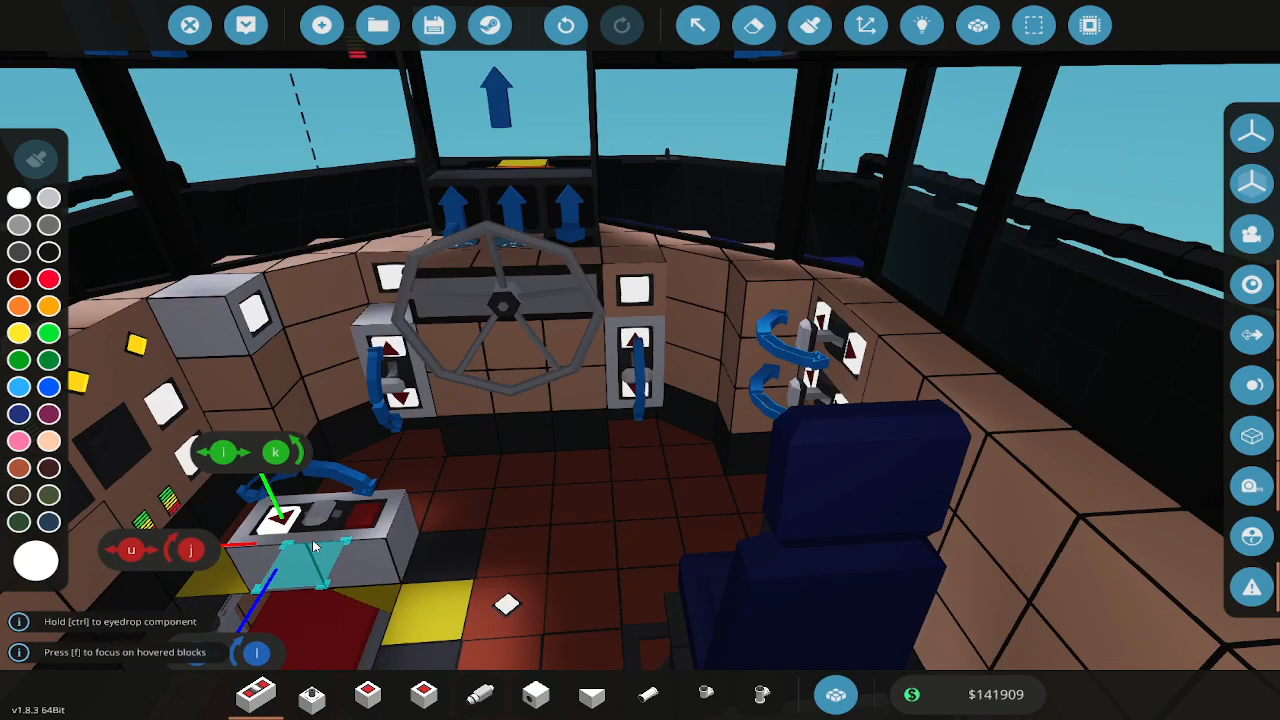 i k
u j
Hold [ctrl] to eyedrop component
Press [f] to focus on hovered blocks
l
$ $141909
v1.8.3 64Bit